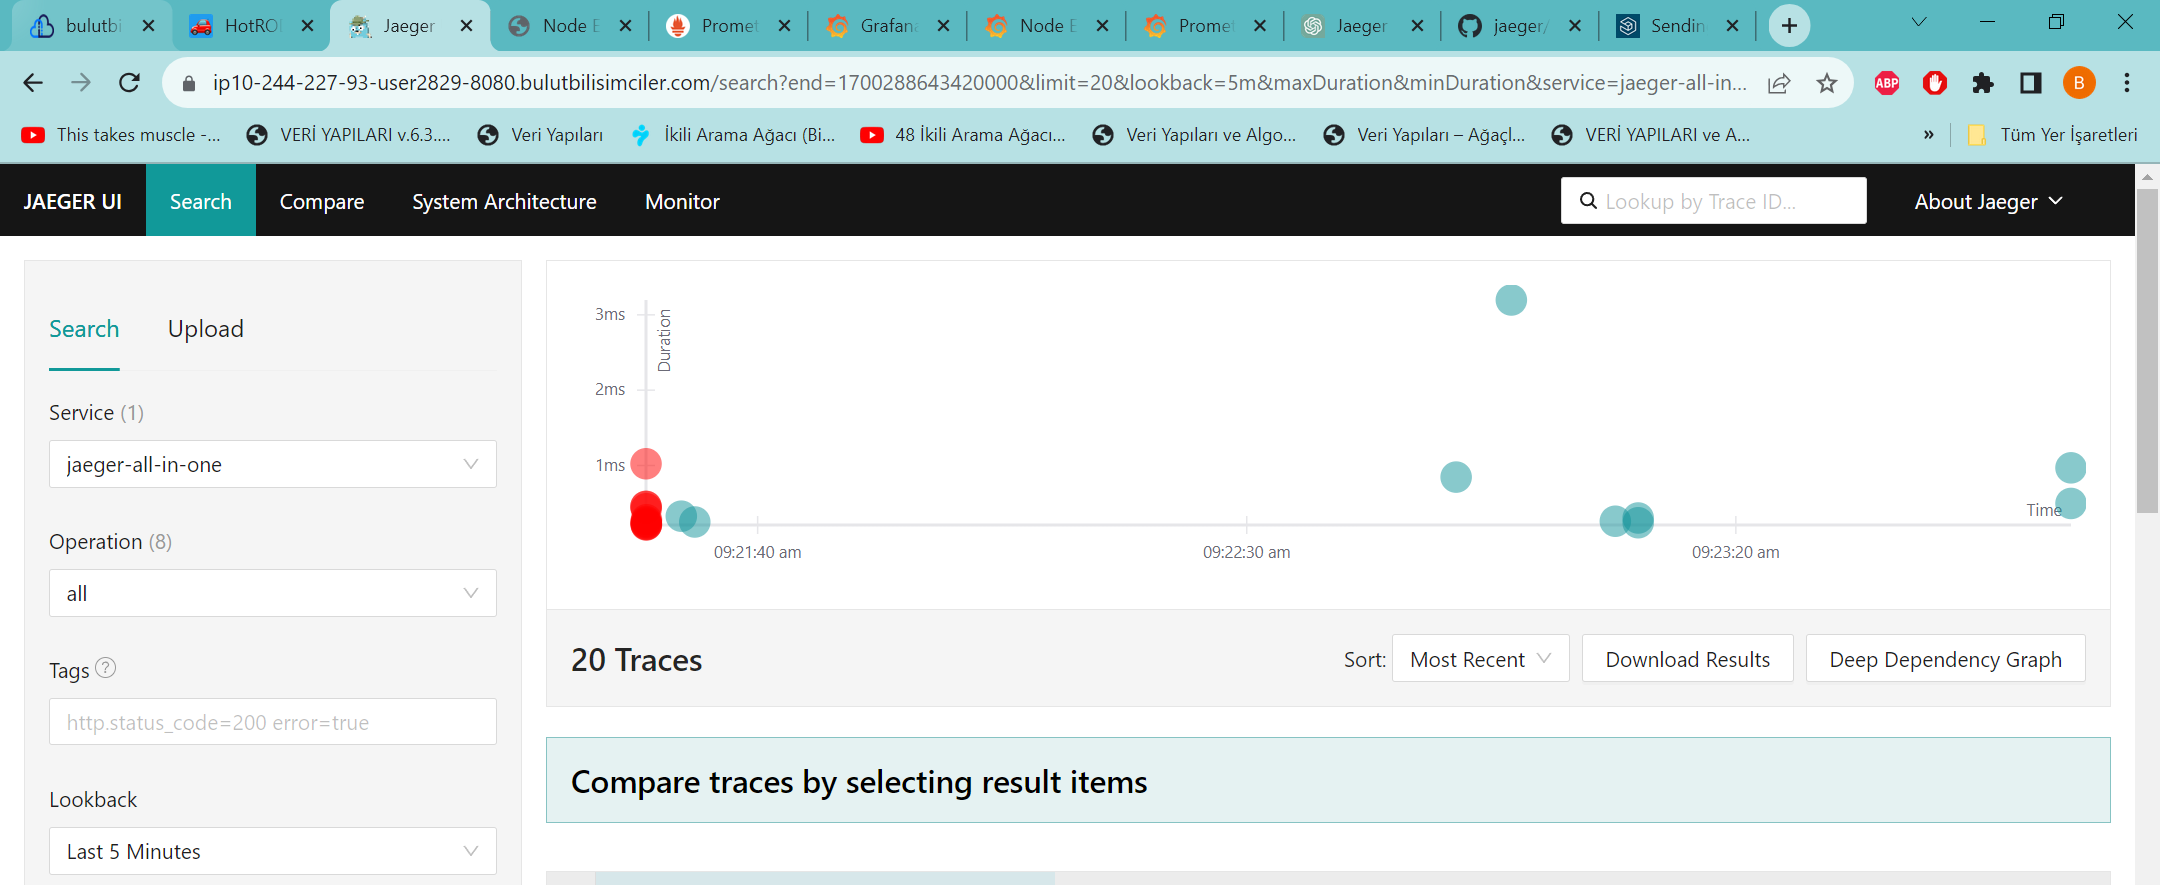 bulutbi HotRO Jaeger Node E Promet Grafana Node E Promet Jaeger jaeger/ Sendin
ip10-244-227-93-user2829-8080.bulutbilisimciler.com/search?end=1700288643420000&limit=20&lookback=5m&maxDuration&minDuration&service=jaeger-all-in... ABP B
This takes muscle -... VERİ YAPILARI v.6.3.... Veri Yapıları İkili Arama Ağacı (Bi... 48 İkili Arama Ağacı... Veri Yapıları ve Algo... Veri Yapıları – Ağaçl... VERİ YAPILARI ve A... » Tüm Yer İşaretleri
JAEGER UI Search Compare System Architecture Monitor Lookup by Trace ID... About Jaeger
Search Upload
Service (1)
jaeger-all-in-one
Operation (8)
all
Tags ?
http.status_code=200 error=true
Lookback
Last 5 Minutes
3ms
2ms
1ms
Duration
Time
09:21:40 am 09:22:30 am 09:23:20 am
20 Traces Sort: Most Recent Download Results Deep Dependency Graph
Compare traces by selecting result items